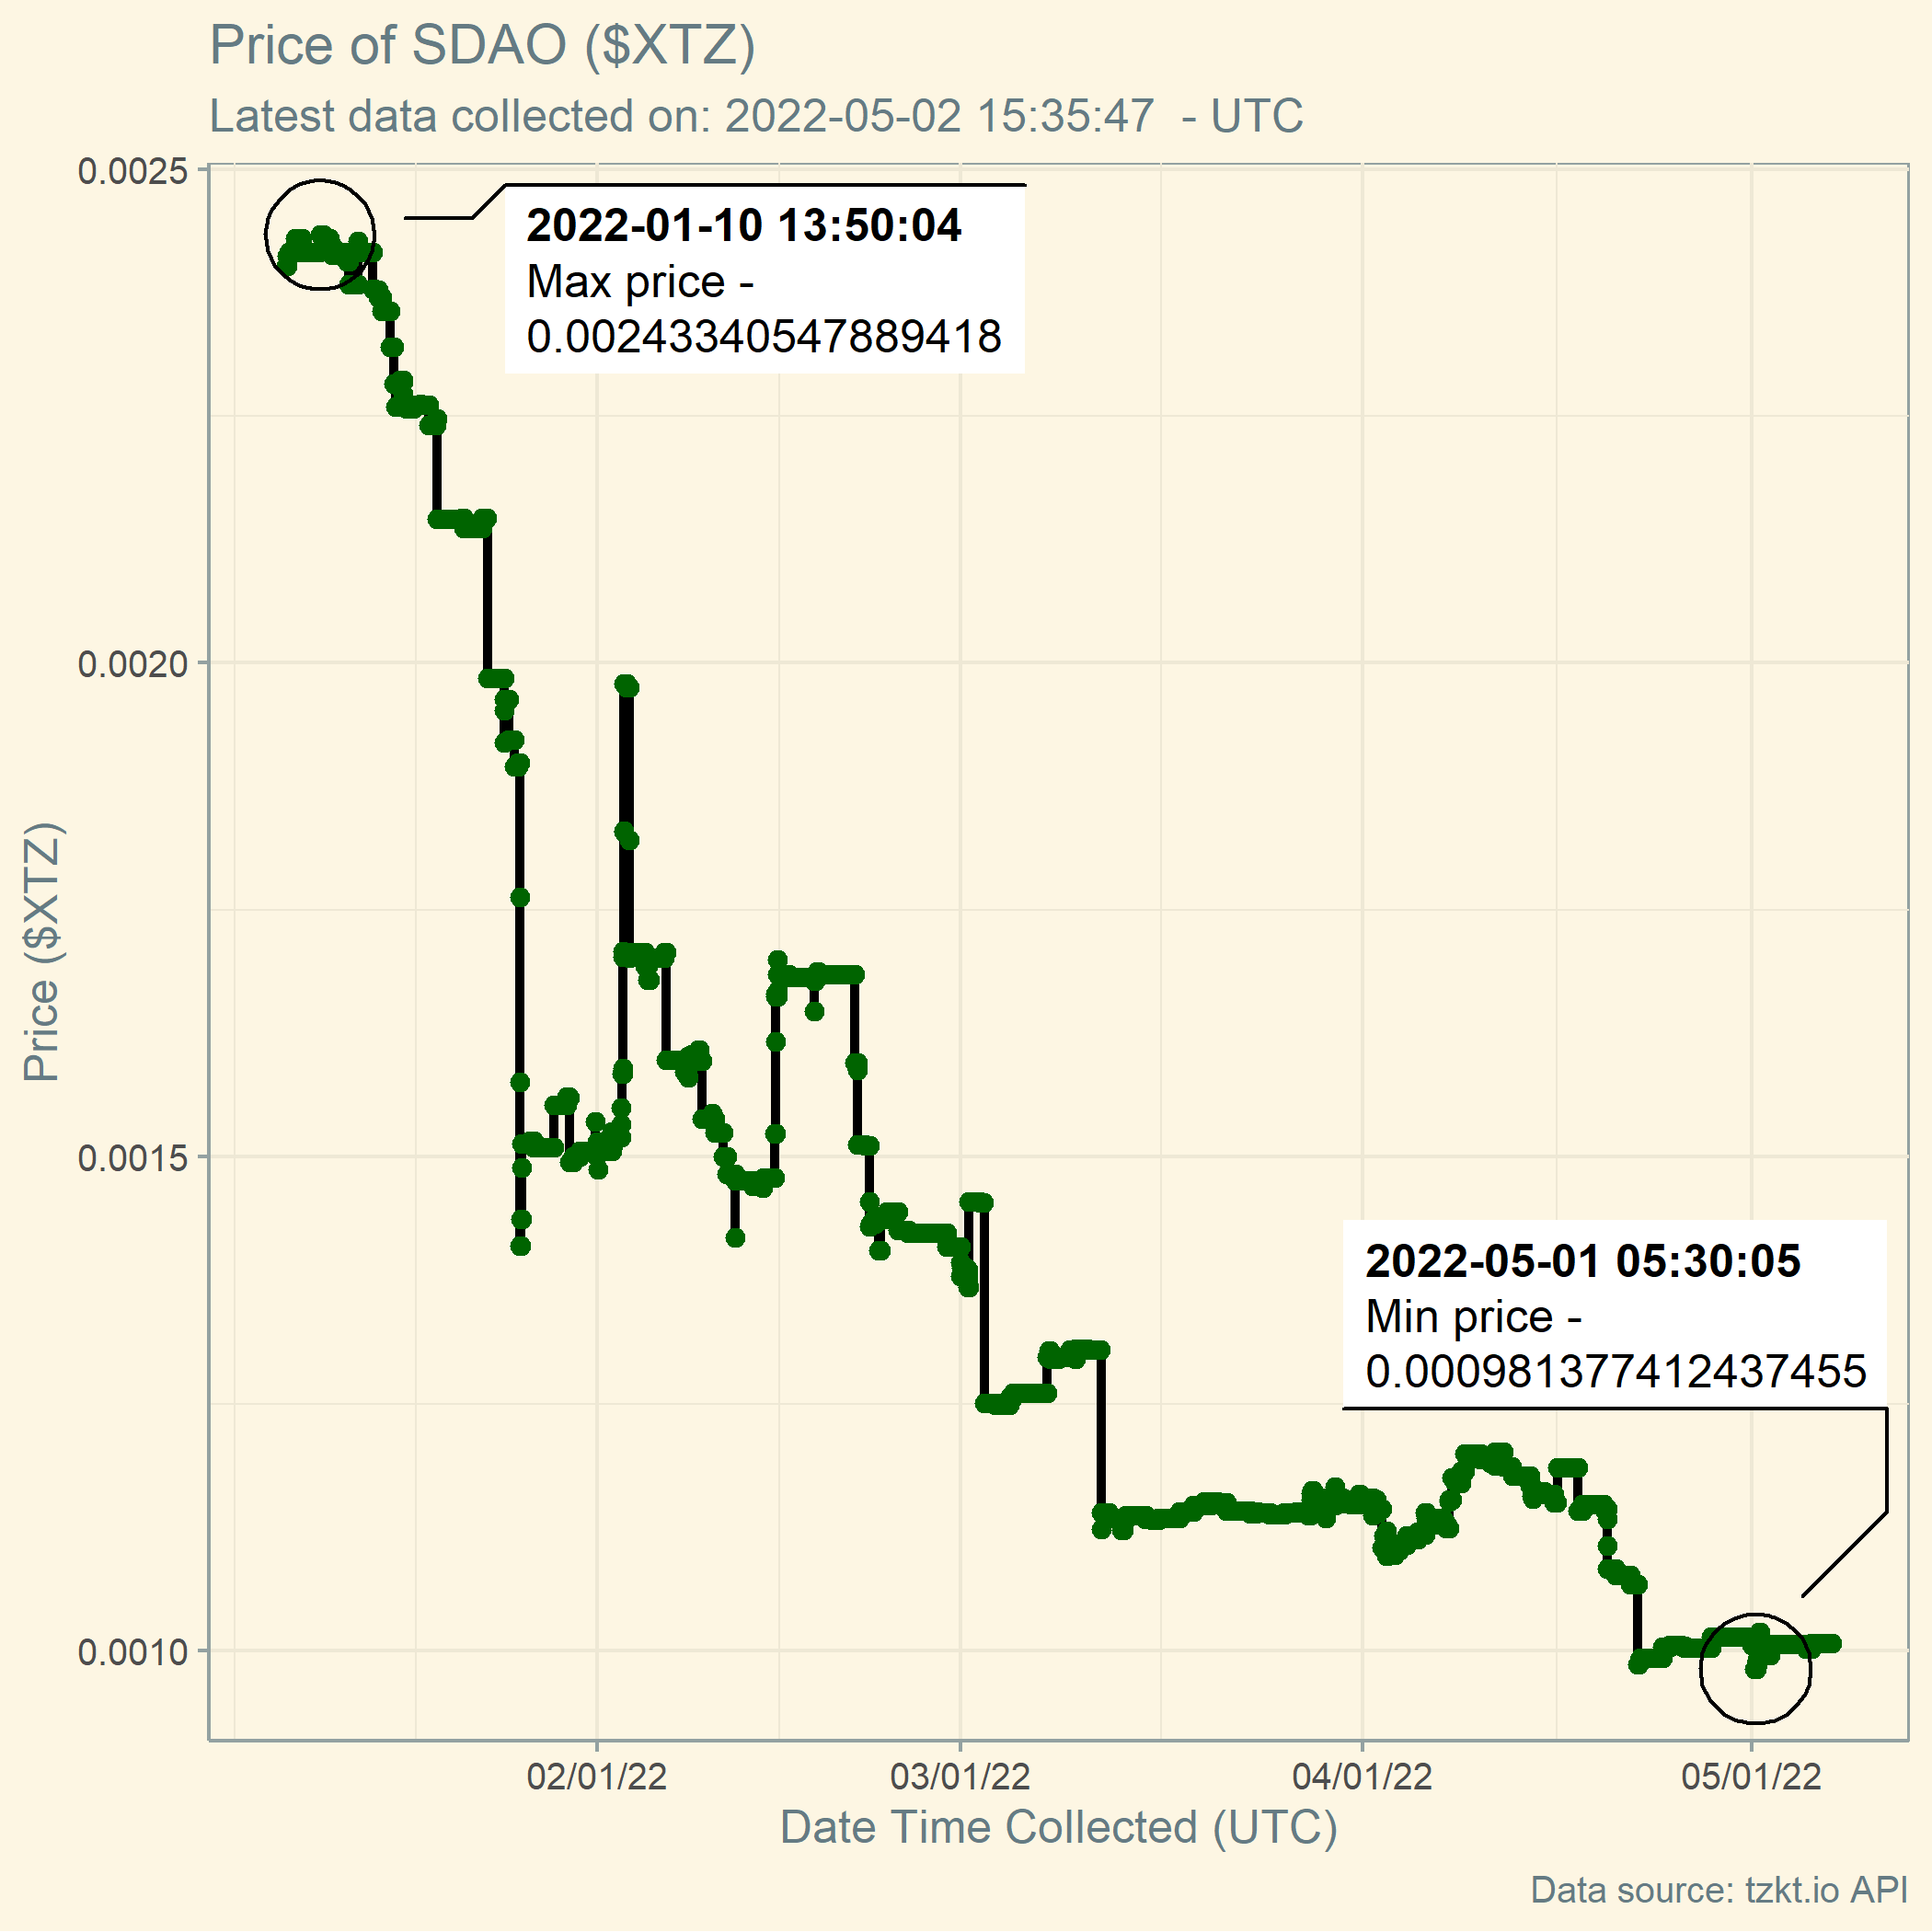 Price of SDAO ($XTZ)
Latest data collected on: 2022-05-02 15:35:47  - UTC
0.0025
2022-01-10 13:50:04
Max price -
0.00243340547889418
0.0020
Price ($XTZ)
0.0015
2022-05-01 05:30:05
Min price -
0.000981377412437455
0.0010
02/01/22
03/01/22
04/01/22
05/01/22
Date Time Collected (UTC)
Data source: tzkt.io API